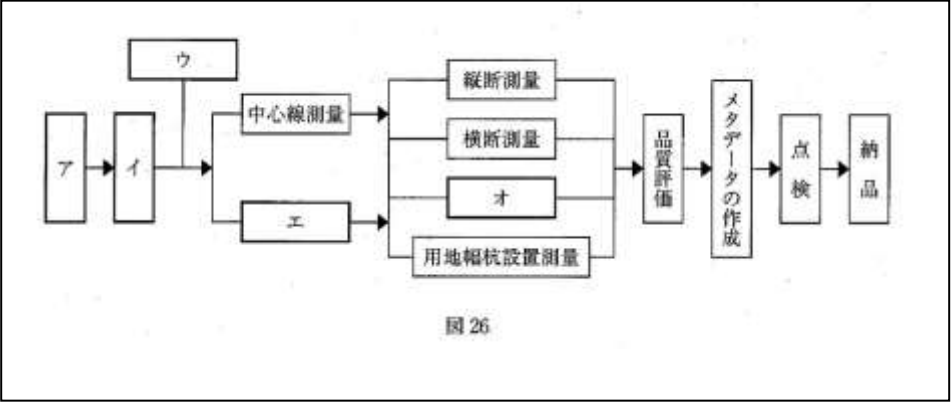 ア
イ
ウ
中心線測量
エ
縦断測量
横断測量
オ
用地幅杭設置測量
品質評価
メタデータの作成
点検
納品
図26